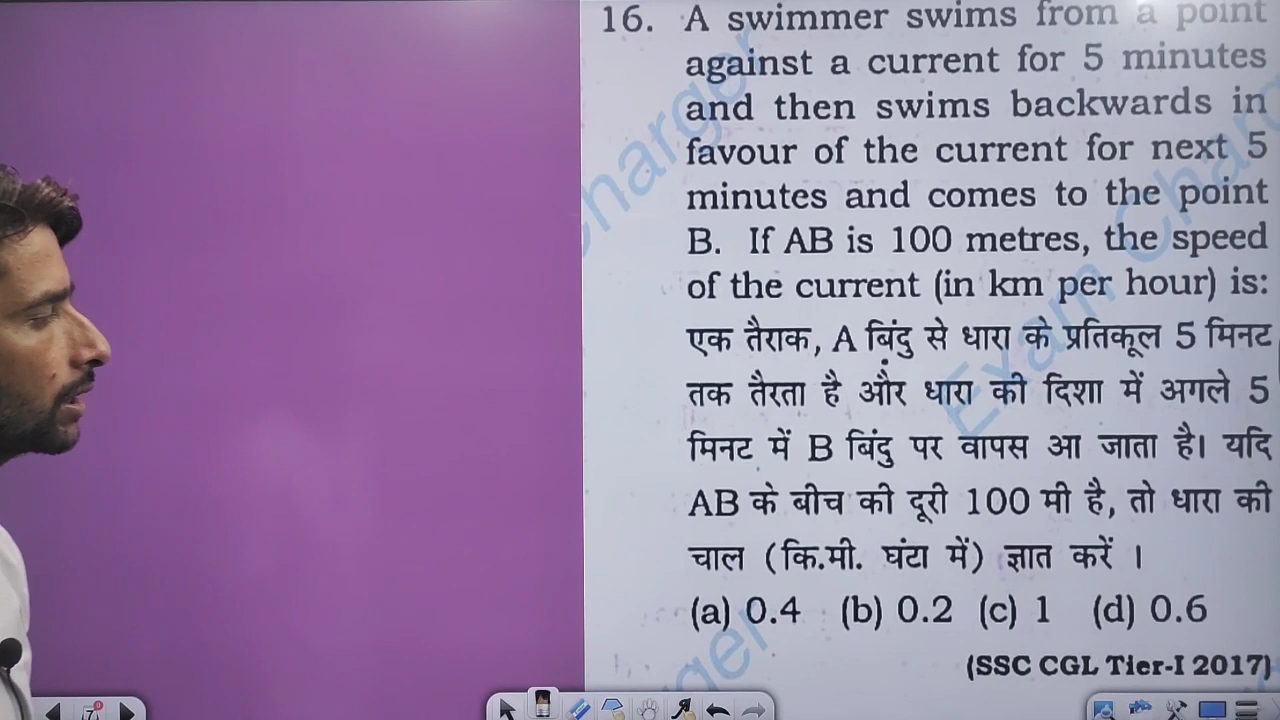 16. A swimmer swims from a point
against a current for 5 minutes
and then swims backwards in
favour of the current for next 5
minutes and comes to the point
B. If AB is 100 metres, the speed
of the current (in km per hour) is:
एक तैराक, A बिंदु से धारा के प्रतिकूल 5 मिनट
तक तैरता है और धारा की दिशा में अगले 5
मिनट में B बिंदु पर वापस आ जाता है। यदि
AB के बीच की दूरी 100 मी है, तो धारा की
चाल (कि.मी. घंटा में) ज्ञात करें ।
(a) 0.4 (b) 0.2 (c) 1 (d) 0.6
(SSC CGL Tier-I 2017)
Exam Charger